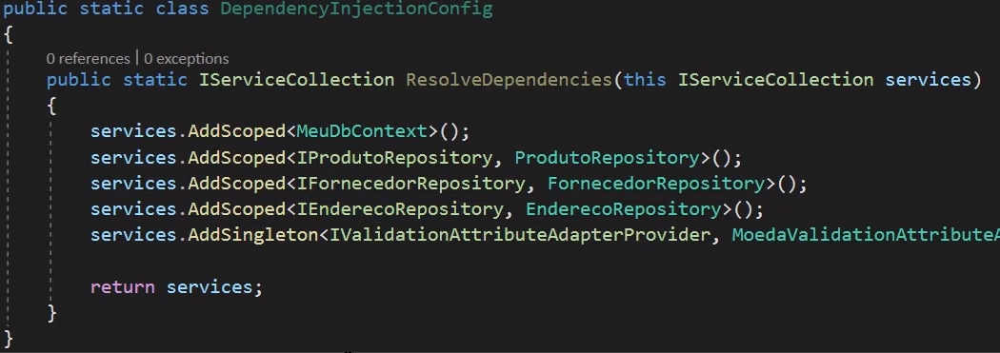 public static class DependencyInjectionConfig
{
0 references | 0 exceptions
public static IServiceCollection ResolveDependencies(this IServiceCollection services)
{
services.AddScoped<MeuDbContext>();
services.AddScoped<IProdutoRepository, ProdutoRepository>();
services.AddScoped<IFornecedorRepository, FornecedorRepository>();
services.AddScoped<IEnderecoRepository, EnderecoRepository>();
services.AddSingleton<IValidationAttributeAdapterProvider, MoedaValidationAttributeA
return services;
}
}